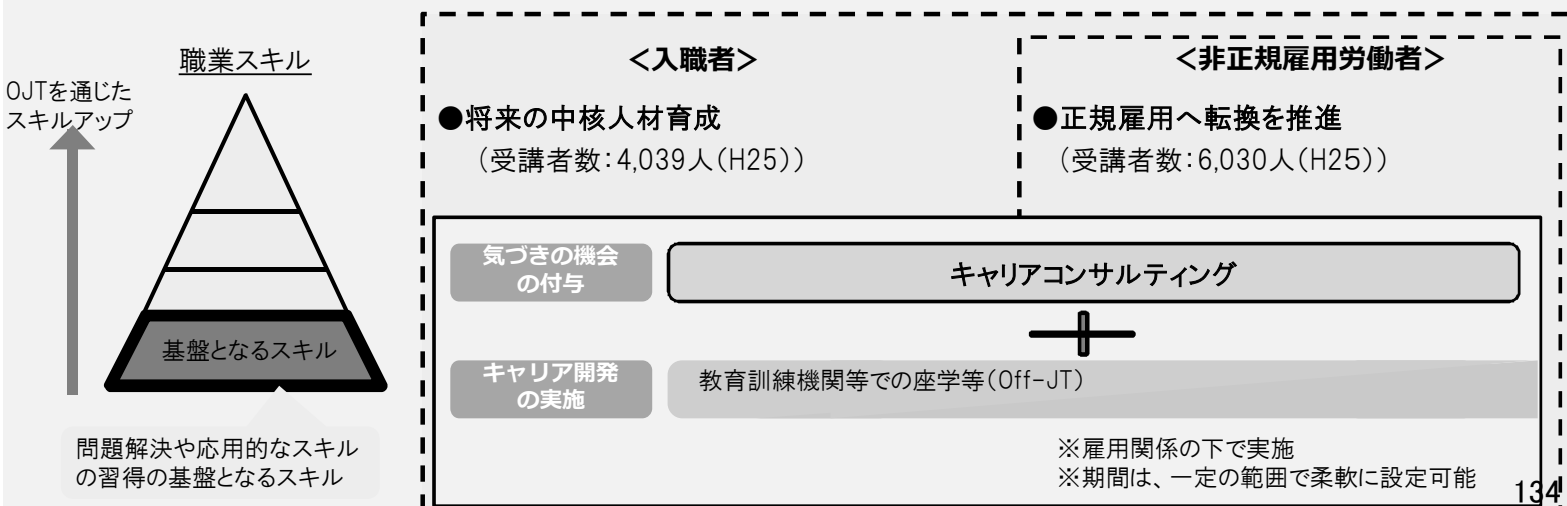 職業スキル
OJTを通じた
スキルアップ
基盤となるスキル
問題解決や応用的なスキル
の習得の基盤となるスキル
<入職者>
●将来の中核人材育成
(受講者数:4,039人(H25))
<非正規雇用労働者>
●正規雇用へ転換を推進
(受講者数:6,030人(H25))
気づきの機会
の付与
キャリアコンサルティング
キャリア開発
の実施
教育訓練機関等での座学等(Off-JT)
※雇用関係の下で実施
※期間は、一定の範囲で柔軟に設定可能
134